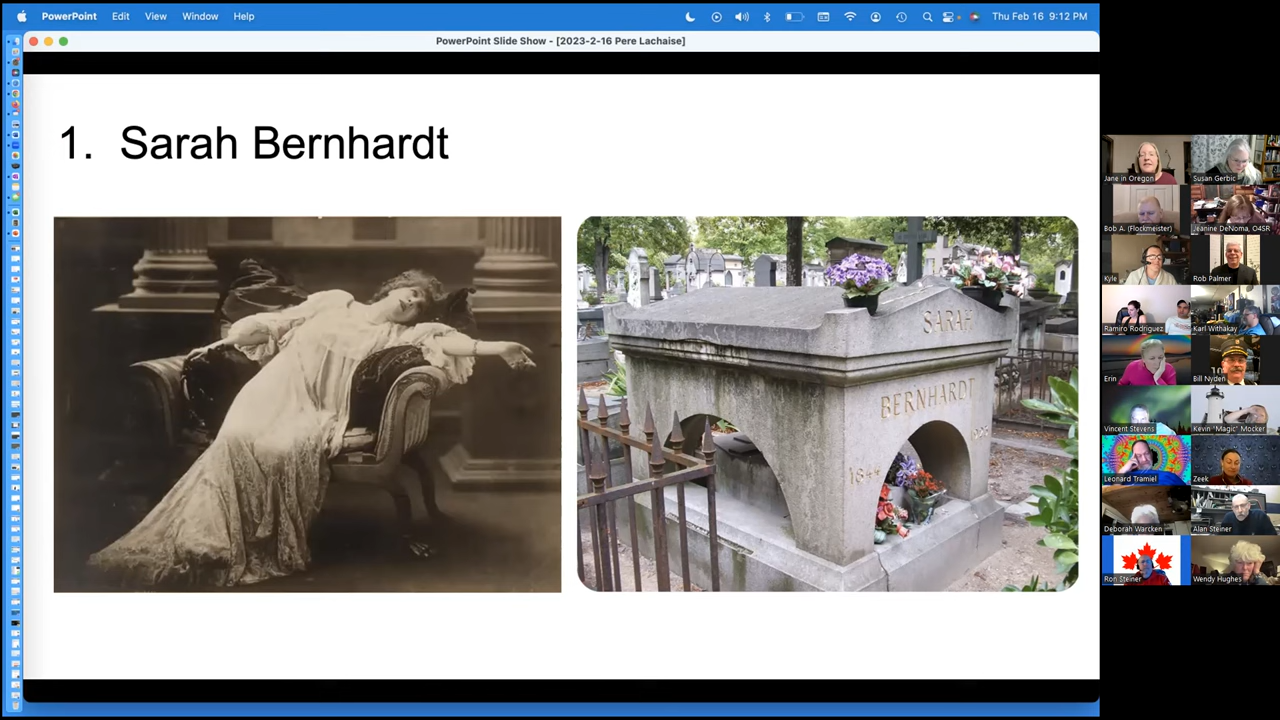 PowerPoint Edit View Window Help Thu Feb 16 9:12 PM
PowerPoint Slide Show - [2023-2-16 Pere Lachaise]
1. Sarah Bernhardt
SARAH
BERNHARDT
Jane in Oregon
Susan Gerbic
Bob A. (Flockmeister)
Jeanine DeNoma, O4SR
Kyle
Rob Palmer
Ramiro Rodriguez
Karl Withakay
Erin
Bill Nyden
Vincent Stevens
Kevin "Magic" Mocker
Leonard Tramiel
Zeek
Deborah Warcken
Alan Steiner
Ron Steiner
Wendy Hughes